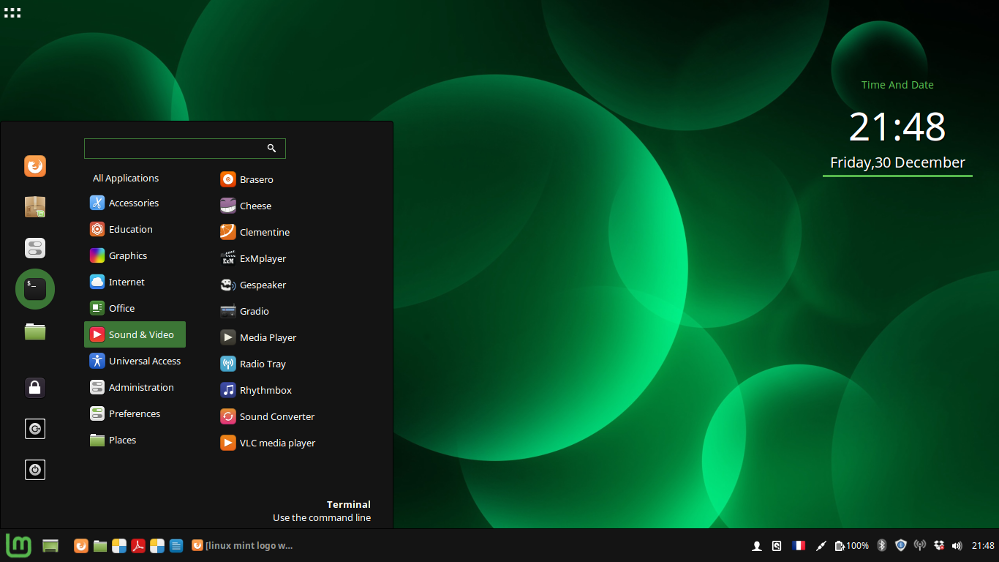 Time And Date
21:48
Friday,30 December
All Applications
Accessories
Education
Graphics
Internet
Office
Sound & Video
Universal Access
Administration
Preferences
Places
Brasero
Cheese
Clementine
ExMplayer
Gespeaker
Gradio
Media Player
Radio Tray
Rhythmbox
Sound Converter
VLC media player
Terminal
Use the command line
[linux mint logo w...
100%
21:48